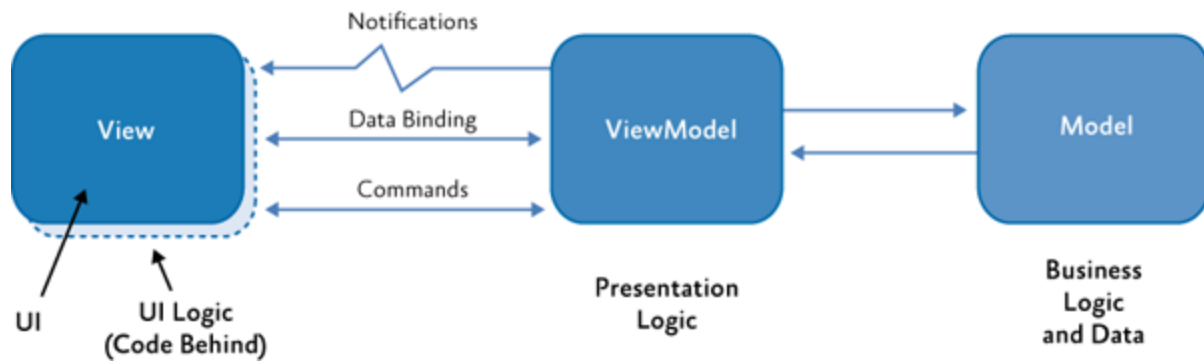 Notifications
View
Data Binding
ViewModel
Model
Commands
UI
UI Logic
(Code Behind)
Presentation
Logic
Business
Logic
and Data